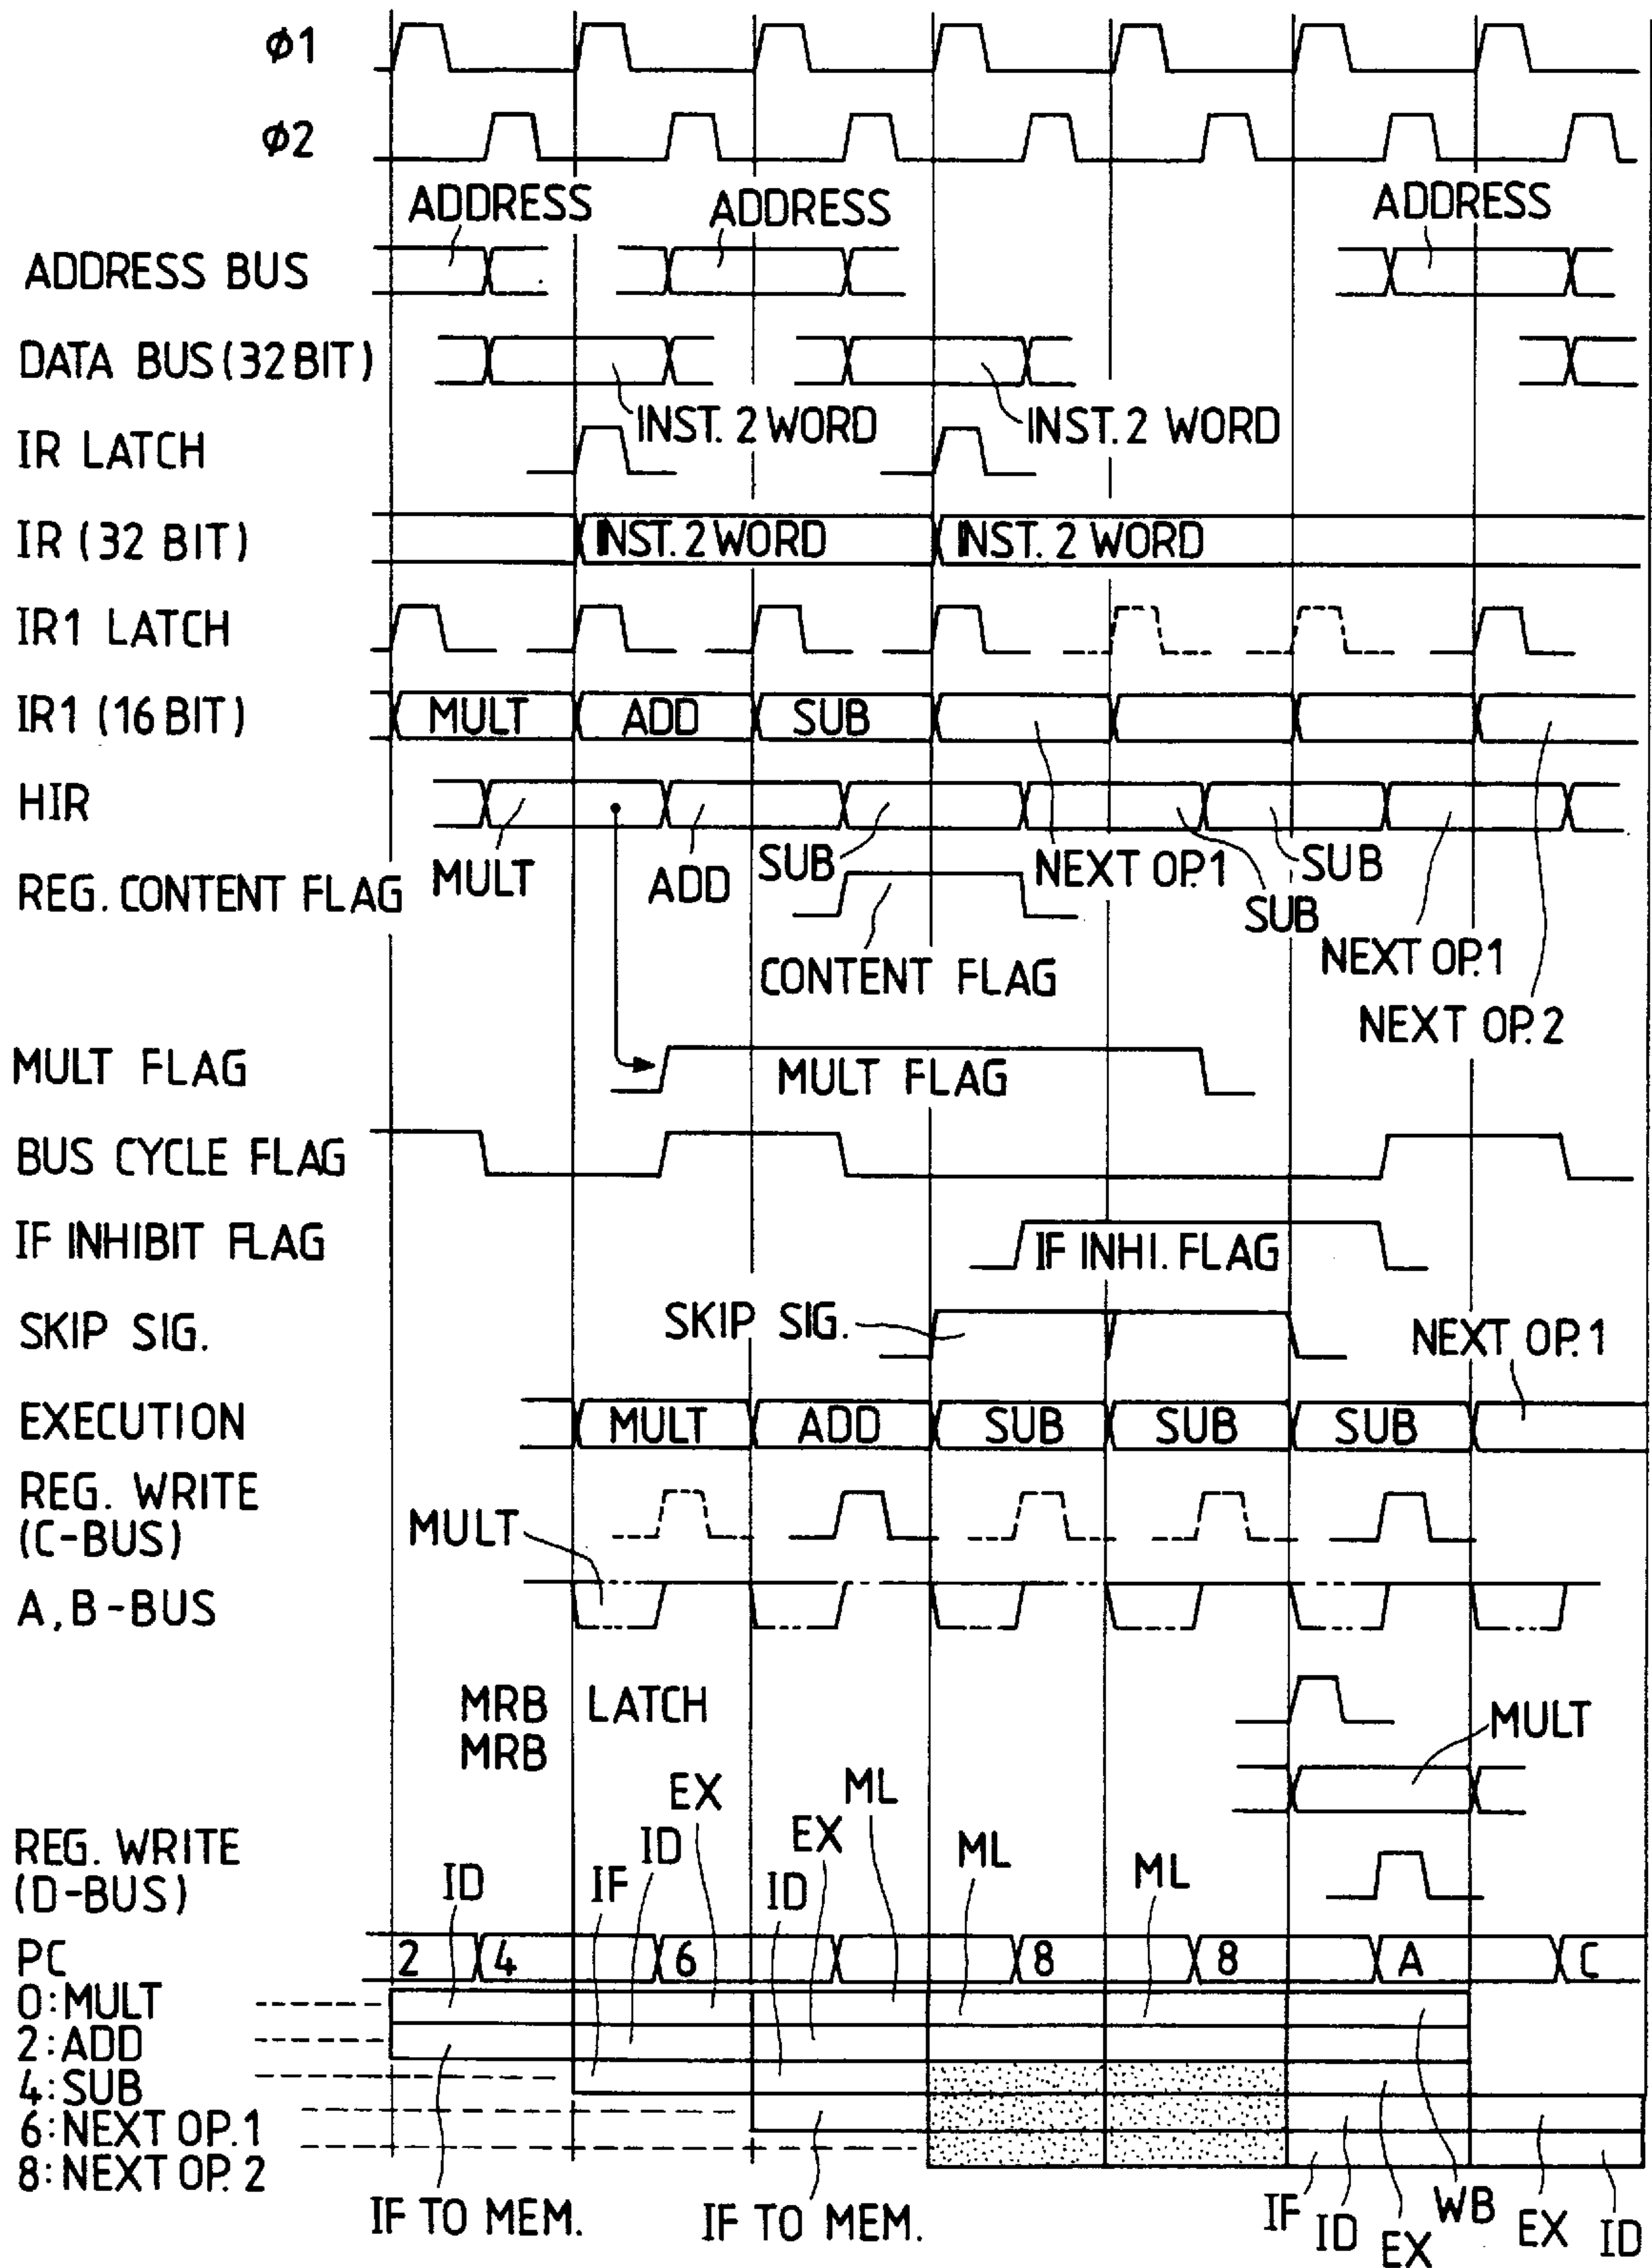 ϕ1
ϕ2
ADDRESS ADDRESS ADDRESS
ADDRESS BUS
DATA BUS (32 BIT)
INST. 2 WORD INST. 2 WORD
IR LATCH
IR (32 BIT) INST. 2 WORD INST. 2 WORD
IR1 LATCH
IR1 (16 BIT) MULT ADD SUB
HIR
MULT ADD SUB NEXT OP.1 SUB SUB
NEXT OP.1
NEXT OP. 2
REG. CONTENT FLAG
CONTENT FLAG
MULT FLAG MULT FLAG
BUS CYCLE FLAG
IF INHIBIT FLAG IF INHI. FLAG
SKIP SIG. SKIP SIG. NEXT OP. 1
EXECUTION MULT ADD SUB SUB SUB
REG. WRITE
(C-BUS)
MULT
A, B-BUS
MRB LATCH
MRB
MULT
REG. WRITE
(D-BUS)
ID IF ID EX ID EX ML ML ML
PC 2 4 6 8 8 A C
0: MULT
2: ADD
4: SUB
6: NEXT OP. 1
8: NEXT OP. 2
IF TO MEM. IF TO MEM. IF ID EX WB EX ID